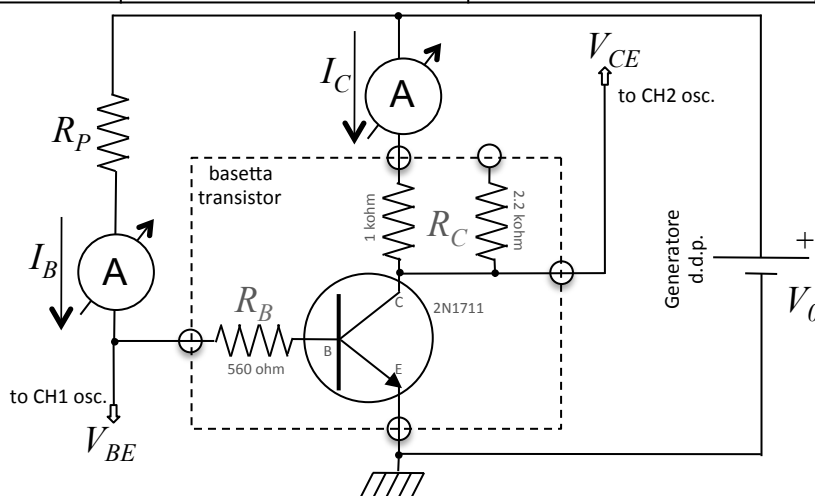 I_C
A
V_CE
to CH2 osc.
R_P
basetta
transistor
1 kohm
R_C
2.2 kohm
Generatore
d.d.p.
+
V_0
I_B
A
R_B
560 ohm
B
C
E
2N1711
to CH1 osc.
V_BE